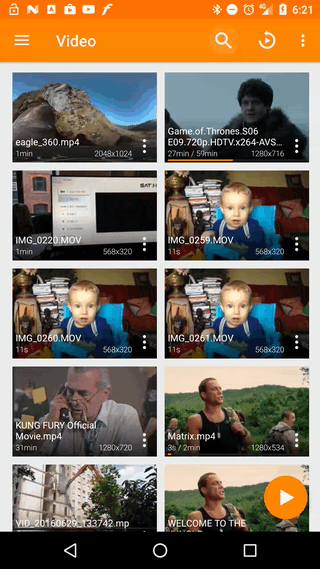 6:21
Video
eagle_360.mp4
1min 2048x1024
Game.of.Thrones.S06
E09.720p.HDTV.x264-AVS...
27min / 59min 1280x716
IMG_0220.MOV
1min 568x320
IMG_0259.MOV
11s 568x320
IMG_0260.MOV
11s 568x320
IMG_0261.MOV
11s 568x320
KUNG FURY Official
Movie.mp4
31min 1280x720
Matrix.mp4
3s / 2min 1280x534
VID_20160629_133742.mp
WELCOME TO THE